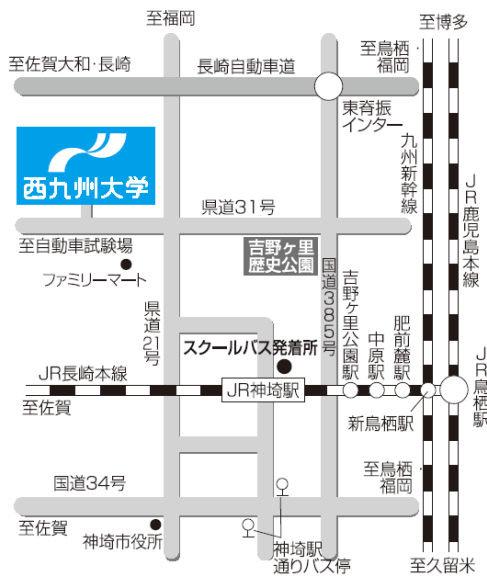 至福岡
至博多
至佐賀大和・長崎
長崎自動車道
至鳥栖・
福岡
東脊振
インター
九州新幹線
JR鹿児島本線
西九州大学
県道31号
至自動車試験場
ファミリーマート
吉野ヶ里
歴史公園
国道385号
県道21号
吉野ヶ里
公園駅
中原駅
肥前麓駅
スクールバス発着所
JR長崎本線
JR神埼駅
JR鳥栖駅
至佐賀
新鳥栖駅
国道34号
至鳥栖・
福岡
至佐賀
神埼市役所
神埼駅
通りバス停
至久留米